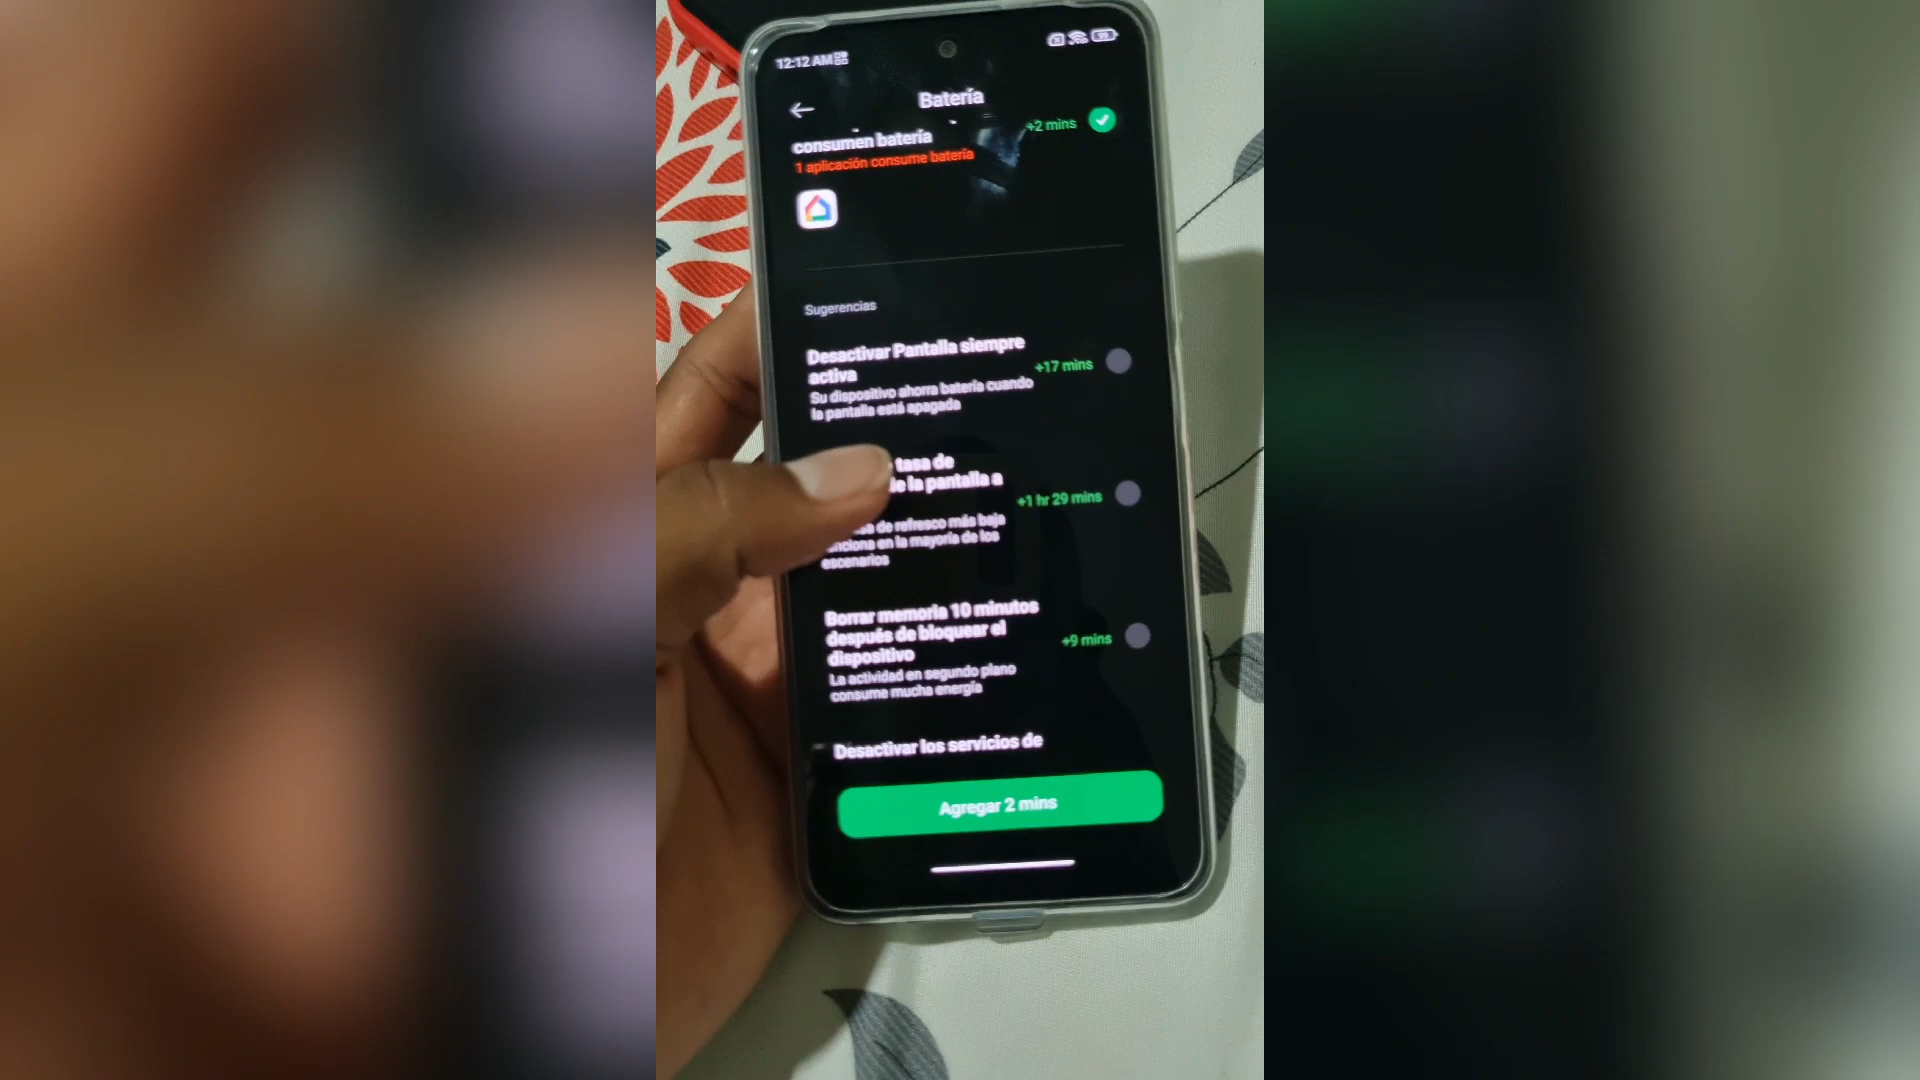 12:12 AM
99
Batería
consumen batería
+2 mins
1 aplicación consume batería
Sugerencias
Desactivar Pantalla siempre
activa
+17 mins
Su dispositivo ahorra batería cuando
la pantalla está apagada
tasa de
de la pantalla a
+1 hr 29 mins
de refresco más baja
funciona en la mayoría de los
escenarios
Borrar memoria 10 minutos
después de bloquear el
dispositivo
+9 mins
La actividad en segundo plano
consume mucha energía
Desactivar los servicios de
Agregar 2 mins